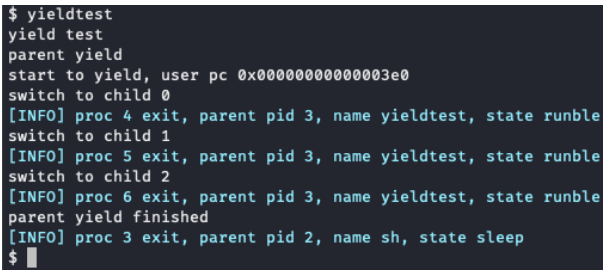 $ yieldtest
yield test
parent yield
start to yield, user pc 0x00000000000003e0
switch to child 0
[INFO] proc 4 exit, parent pid 3, name yieldtest, state runble
switch to child 1
[INFO] proc 5 exit, parent pid 3, name yieldtest, state runble
switch to child 2
[INFO] proc 6 exit, parent pid 3, name yieldtest, state runble
parent yield finished
[INFO] proc 3 exit, parent pid 2, name sh, state sleep
$